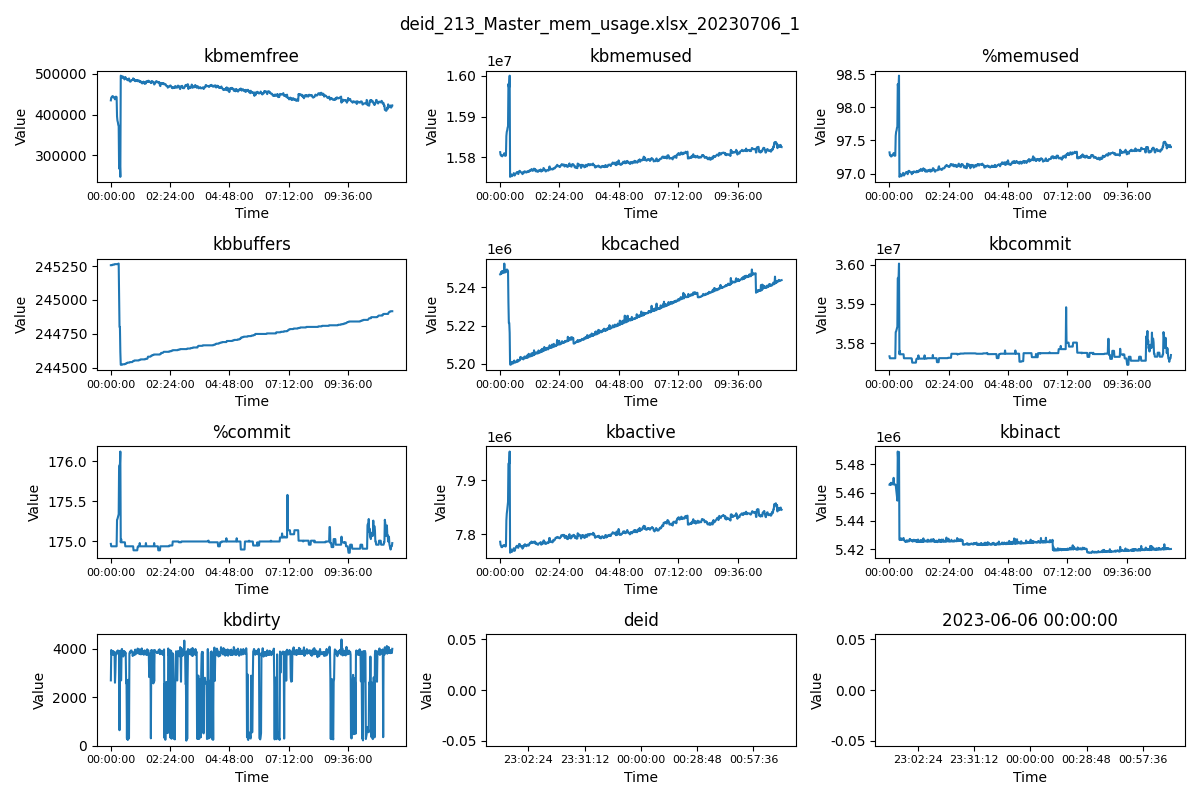 deid_213_Master_mem_usage.xlsx_20230706_1
kbmemfree
500000
400000
300000
Value
00:00:00 02:24:00 04:48:00 07:12:00 09:36:00
Time
kbmemused
1e7
1.60
1.59
1.58
Value
00:00:00 02:24:00 04:48:00 07:12:00 09:36:00
Time
%memused
98.5
98.0
97.5
97.0
Value
00:00:00 02:24:00 04:48:00 07:12:00 09:36:00
Time
kbbuffers
245250
245000
244750
244500
Value
00:00:00 02:24:00 04:48:00 07:12:00 09:36:00
Time
kbcached
1e6
5.24
5.22
5.20
Value
00:00:00 02:24:00 04:48:00 07:12:00 09:36:00
Time
kbcommit
1e7
3.60
3.59
3.58
Value
00:00:00 02:24:00 04:48:00 07:12:00 09:36:00
Time
%commit
176.0
175.5
175.0
Value
00:00:00 02:24:00 04:48:00 07:12:00 09:36:00
Time
kbactive
1e6
7.9
7.8
Value
00:00:00 02:24:00 04:48:00 07:12:00 09:36:00
Time
kbinact
1e6
5.48
5.46
5.44
5.42
Value
00:00:00 02:24:00 04:48:00 07:12:00 09:36:00
Time
kbdirty
4000
2000
0
Value
00:00:00 02:24:00 04:48:00 07:12:00 09:36:00
Time
deid
0.05
0.00
-0.05
Value
23:02:24 23:31:12 00:00:00 00:28:48 00:57:36
Time
2023-06-06 00:00:00
0.05
0.00
-0.05
Value
23:02:24 23:31:12 00:00:00 00:28:48 00:57:36
Time